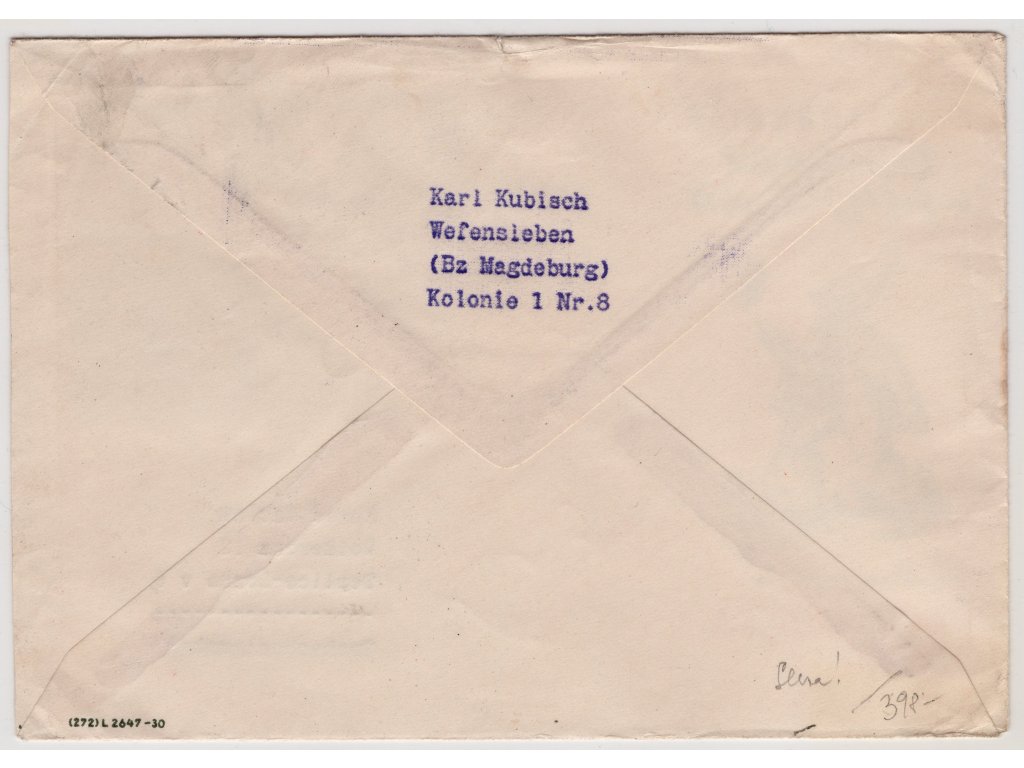 Karl Kubisch
Wefensleben
(Bz Magdeburg)
Kolonie 1 Nr.8
398-
(272) L 2647-30